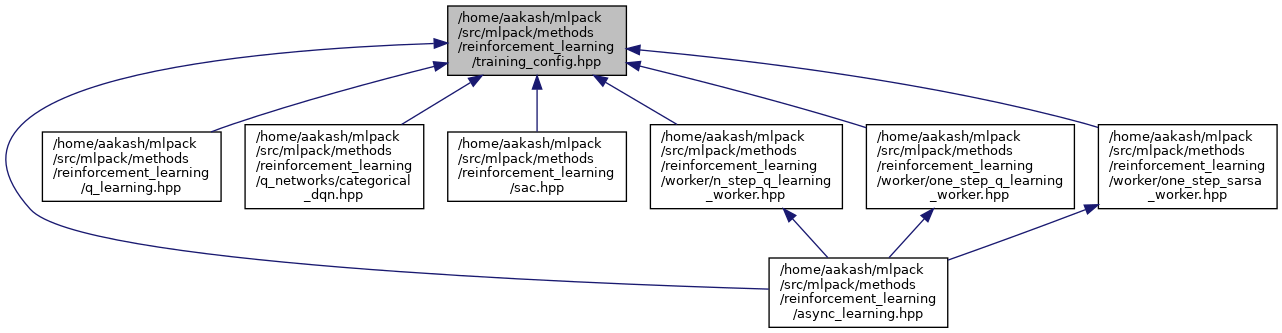 /home/aakash/mlpack
/src/mlpack/methods
/reinforcement_learning
/training_config.hpp
/home/aakash/mlpack
/src/mlpack/methods
/reinforcement_learning
/q_learning.hpp
/home/aakash/mlpack
/src/mlpack/methods
/reinforcement_learning
/q_networks/categorical
_dqn.hpp
/home/aakash/mlpack
/src/mlpack/methods
/reinforcement_learning
/sac.hpp
/home/aakash/mlpack
/src/mlpack/methods
/reinforcement_learning
/worker/n_step_q_learning
_worker.hpp
/home/aakash/mlpack
/src/mlpack/methods
/reinforcement_learning
/worker/one_step_q_learning
_worker.hpp
/home/aakash/mlpack
/src/mlpack/methods
/reinforcement_learning
/worker/one_step_sarsa
_worker.hpp
/home/aakash/mlpack
/src/mlpack/methods
/reinforcement_learning
/async_learning.hpp